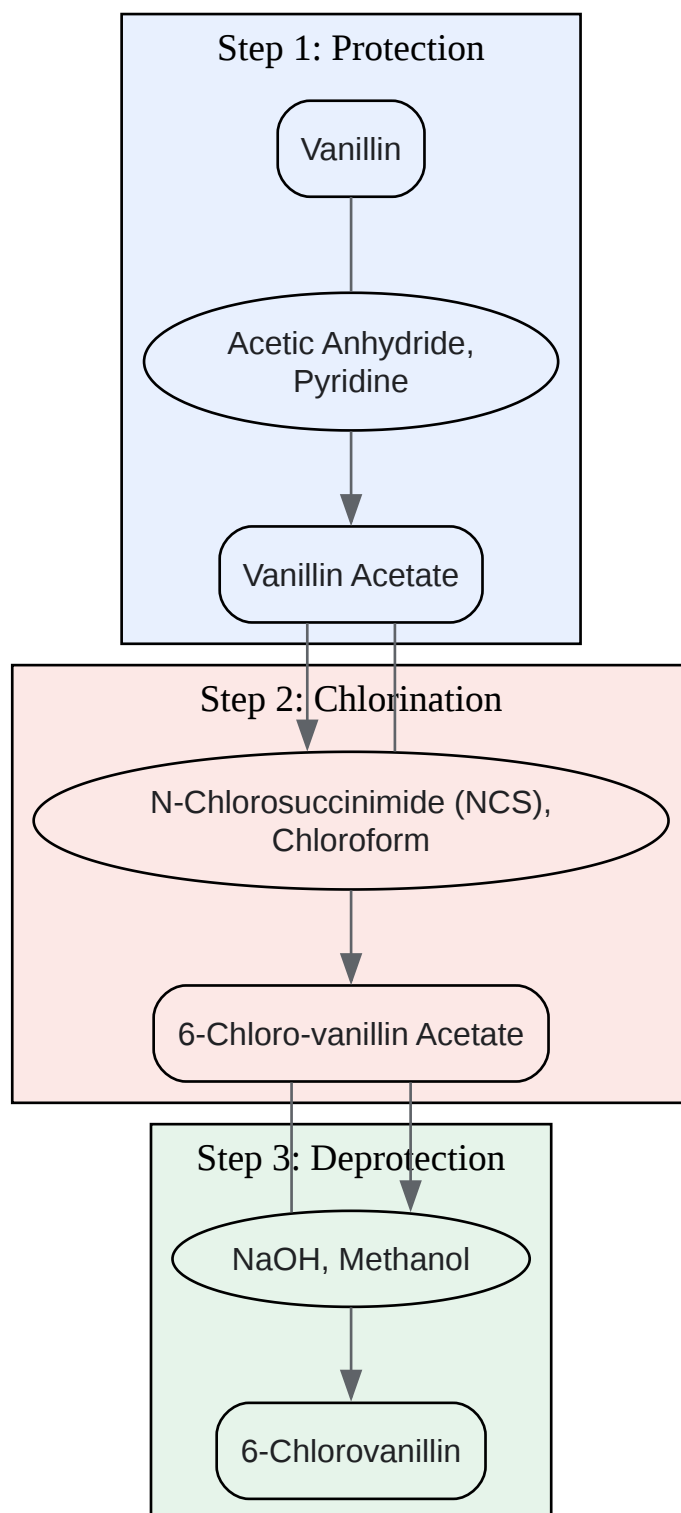 Step 1: Protection
Vanillin
Acetic Anhydride,
Pyridine
Vanillin Acetate
Step 2: Chlorination
N-Chlorosuccinimide (NCS),
Chloroform
6-Chloro-vanillin Acetate
Step 3: Deprotection
NaOH, Methanol
6-Chlorovanillin